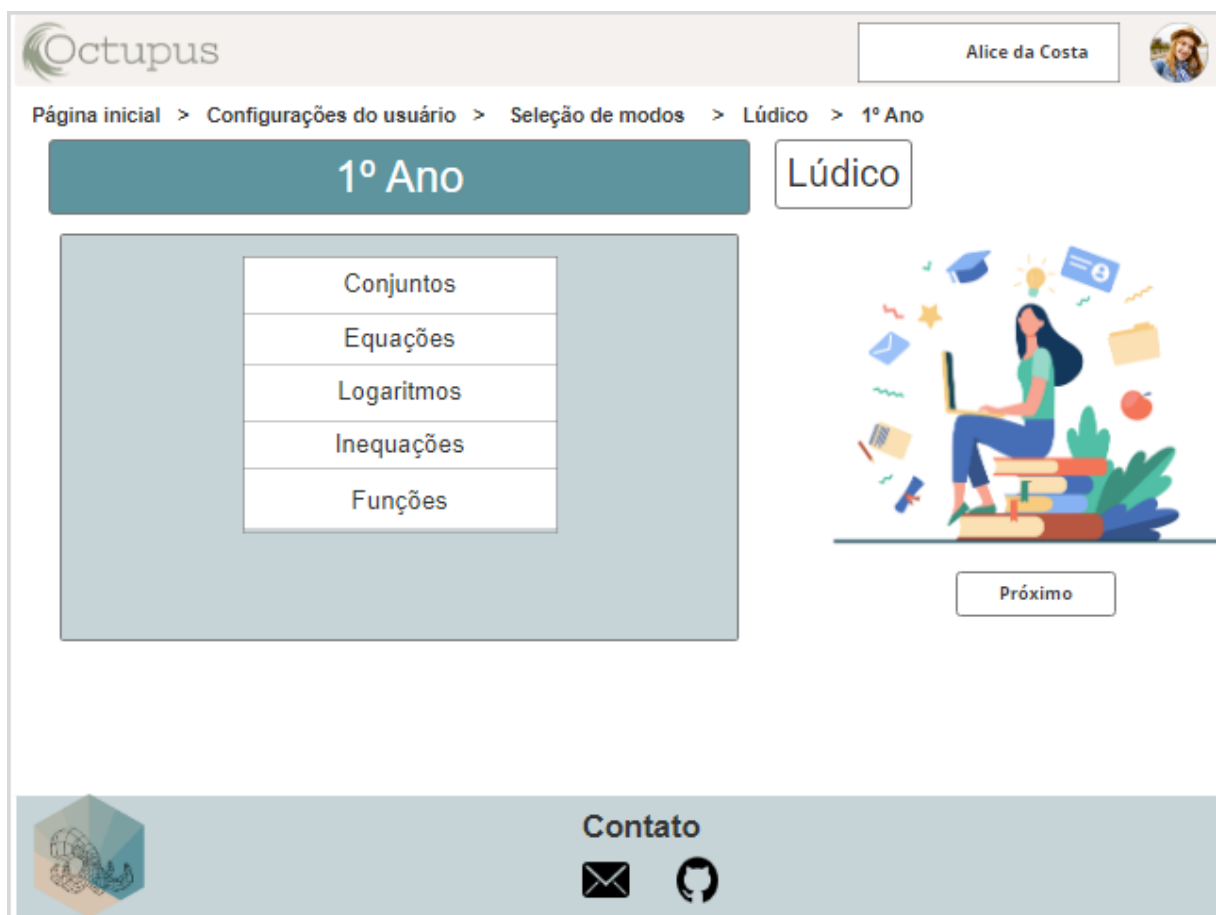 Octupus
Alice da Costa
Página inicial > Configurações do usuário > Seleção de modos > Lúdico > 1º Ano
1º Ano
Lúdico
Conjuntos
Equações
Logaritmos
Inequações
Funções
Próximo
Contato